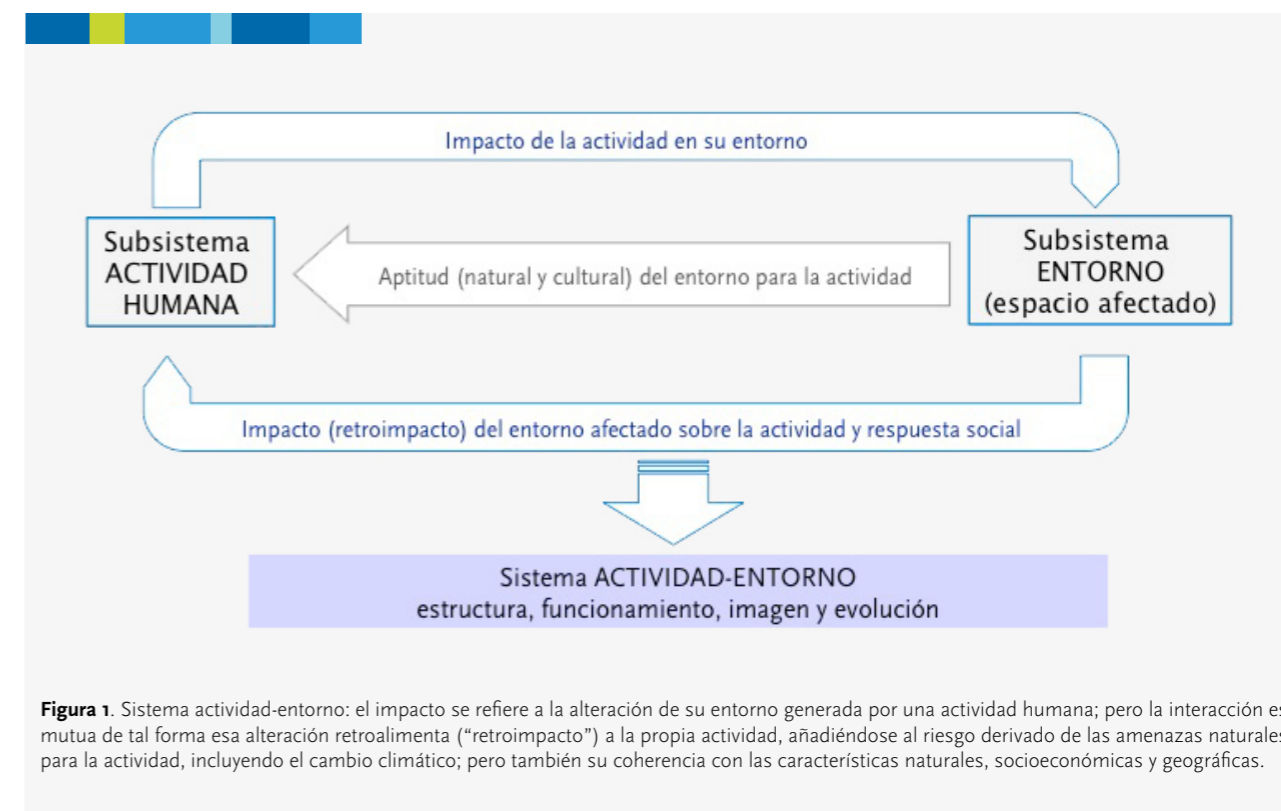 Impacto de la actividad en su entorno
Subsistema
ACTIVIDAD
HUMANA
Aptitud (natural y cultural) del entorno para la actividad
Subsistema
ENTORNO
(espacio afectado)
Impacto (retroimpacto) del entorno afectado sobre la actividad y respuesta social
Sistema ACTIVIDAD-ENTORNO
estructura, funcionamiento, imagen y evolución
Figura 1. Sistema actividad-entorno: el impacto se refiere a la alteración de su entorno generada por una actividad humana; pero la interacción es
mutua de tal forma esa alteración retroalimenta (“retroimpacto”) a la propia actividad, añadiéndose al riesgo derivado de las amenazas naturales
para la actividad, incluyendo el cambio climático; pero también su coherencia con las características naturales, socioeconómicas y geográficas.